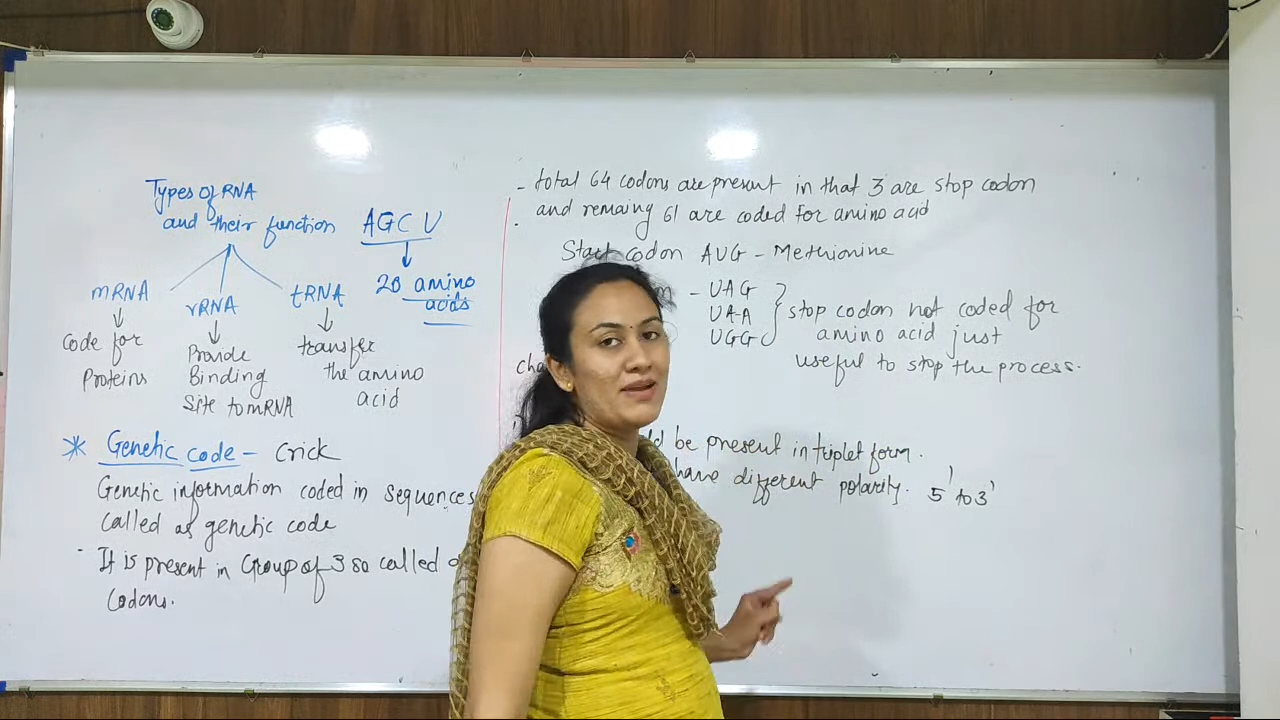 Types of RNA
and their function
AGCU
20 amino
acids
mRNA
rRNA
tRNA
code for
Proteins
Provide
Binding
Site to mRNA
transfer
the amino
acid
* Genetic code - Crick
Genetic information coded in sequences
called as genetic code
· It is present in Group of 3 so called
codons.
- total 64 codons are present in that 3 are stop codon
and remaing 61 are coded for amino acid
Start codon AUG - Methionine
- UAG
UAA
UGG
stop codon not coded for
amino acid just
useful to stop the process.
cha
be present in triplet form.
have different polarity. 5' to 3'